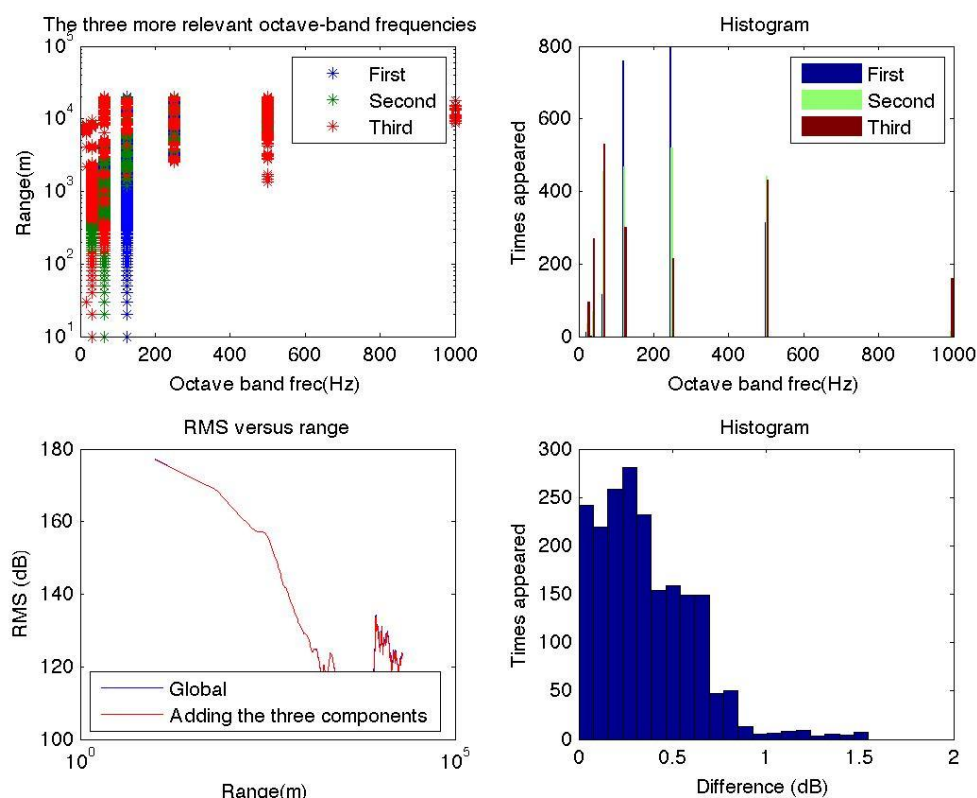 The three more relevant octave-band frequencies
10^5
10^4
10^3
10^2
10^1
Range(m)
First
Second
Third
0 200 400 600 800 1000
Octave band frec(Hz)
Histogram
800
600
400
200
0
Times appeared
First
Second
Third
0 200 400 600 800 1000
Octave band frec(Hz)
RMS versus range
180
160
140
120
100
RMS (dB)
Global
Adding the three components
10^0 10^5
Range(m)
Histogram
300
250
200
150
100
50
0
Times appeared
0 0.5 1 1.5 2
Difference (dB)